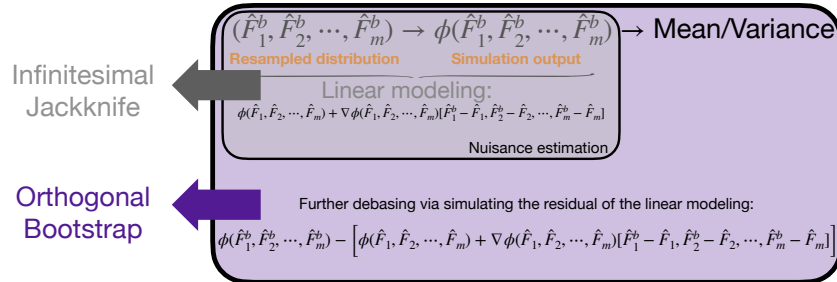 (F̂₁ᵇ, F̂₂ᵇ, ⋯, F̂ₘᵇ) → ϕ(F̂₁ᵇ, F̂₂ᵇ, ⋯, F̂ₘᵇ) → Mean/Variance
Resampled distribution Simulation output
Infinitesimal
Jackknife
Linear modeling:
ϕ(F̂₁, F̂₂, ⋯, F̂ₘ) + ∇ϕ(F̂₁, F̂₂, ⋯, F̂ₘ)[F̂₁ᵇ − F̂₁, F̂₂ᵇ − F̂₂, ⋯, F̂ₘᵇ − F̂ₘ]
Nuisance estimation
Orthogonal
Bootstrap
Further debasing via simulating the residual of the linear modeling:
ϕ(F̂₁ᵇ, F̂₂ᵇ, ⋯, F̂ₘᵇ) − [ϕ(F̂₁, F̂₂, ⋯, F̂ₘ) + ∇ϕ(F̂₁, F̂₂, ⋯, F̂ₘ)[F̂₁ᵇ − F̂₁, F̂₂ᵇ − F̂₂, ⋯, F̂ₘᵇ − F̂ₘ]]